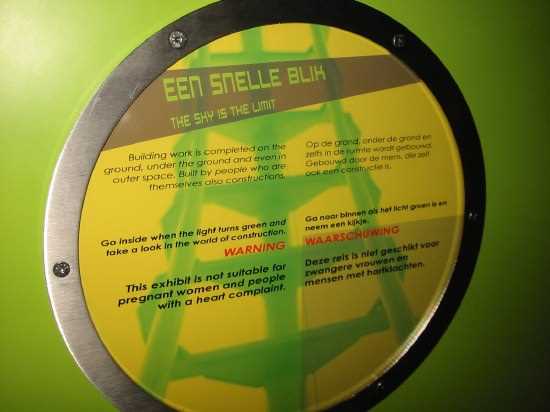 EEN SNELLE BLIK
THE SKY IS THE LIMIT
Building work is completed on the
ground, under the ground and even in
outer space. Built by people who are
themselves also constructions.
Go inside when the light turns green and
take a look in the world of construction.
WARNING
This exhibit is not suitable for
pregnant women and people
with a heart complaint.
Op de grond, onder de grond en
zelfs in de ruimte wordt gebouwd.
Gebouwd door de mens, die zelf
ook een constructie is.
Ga naar binnen als het licht groen is en
neem een kijkje.
WAARSCHUWING
Deze reis is niet geschikt voor
zwangere vrouwen en
mensen met hartklachten.